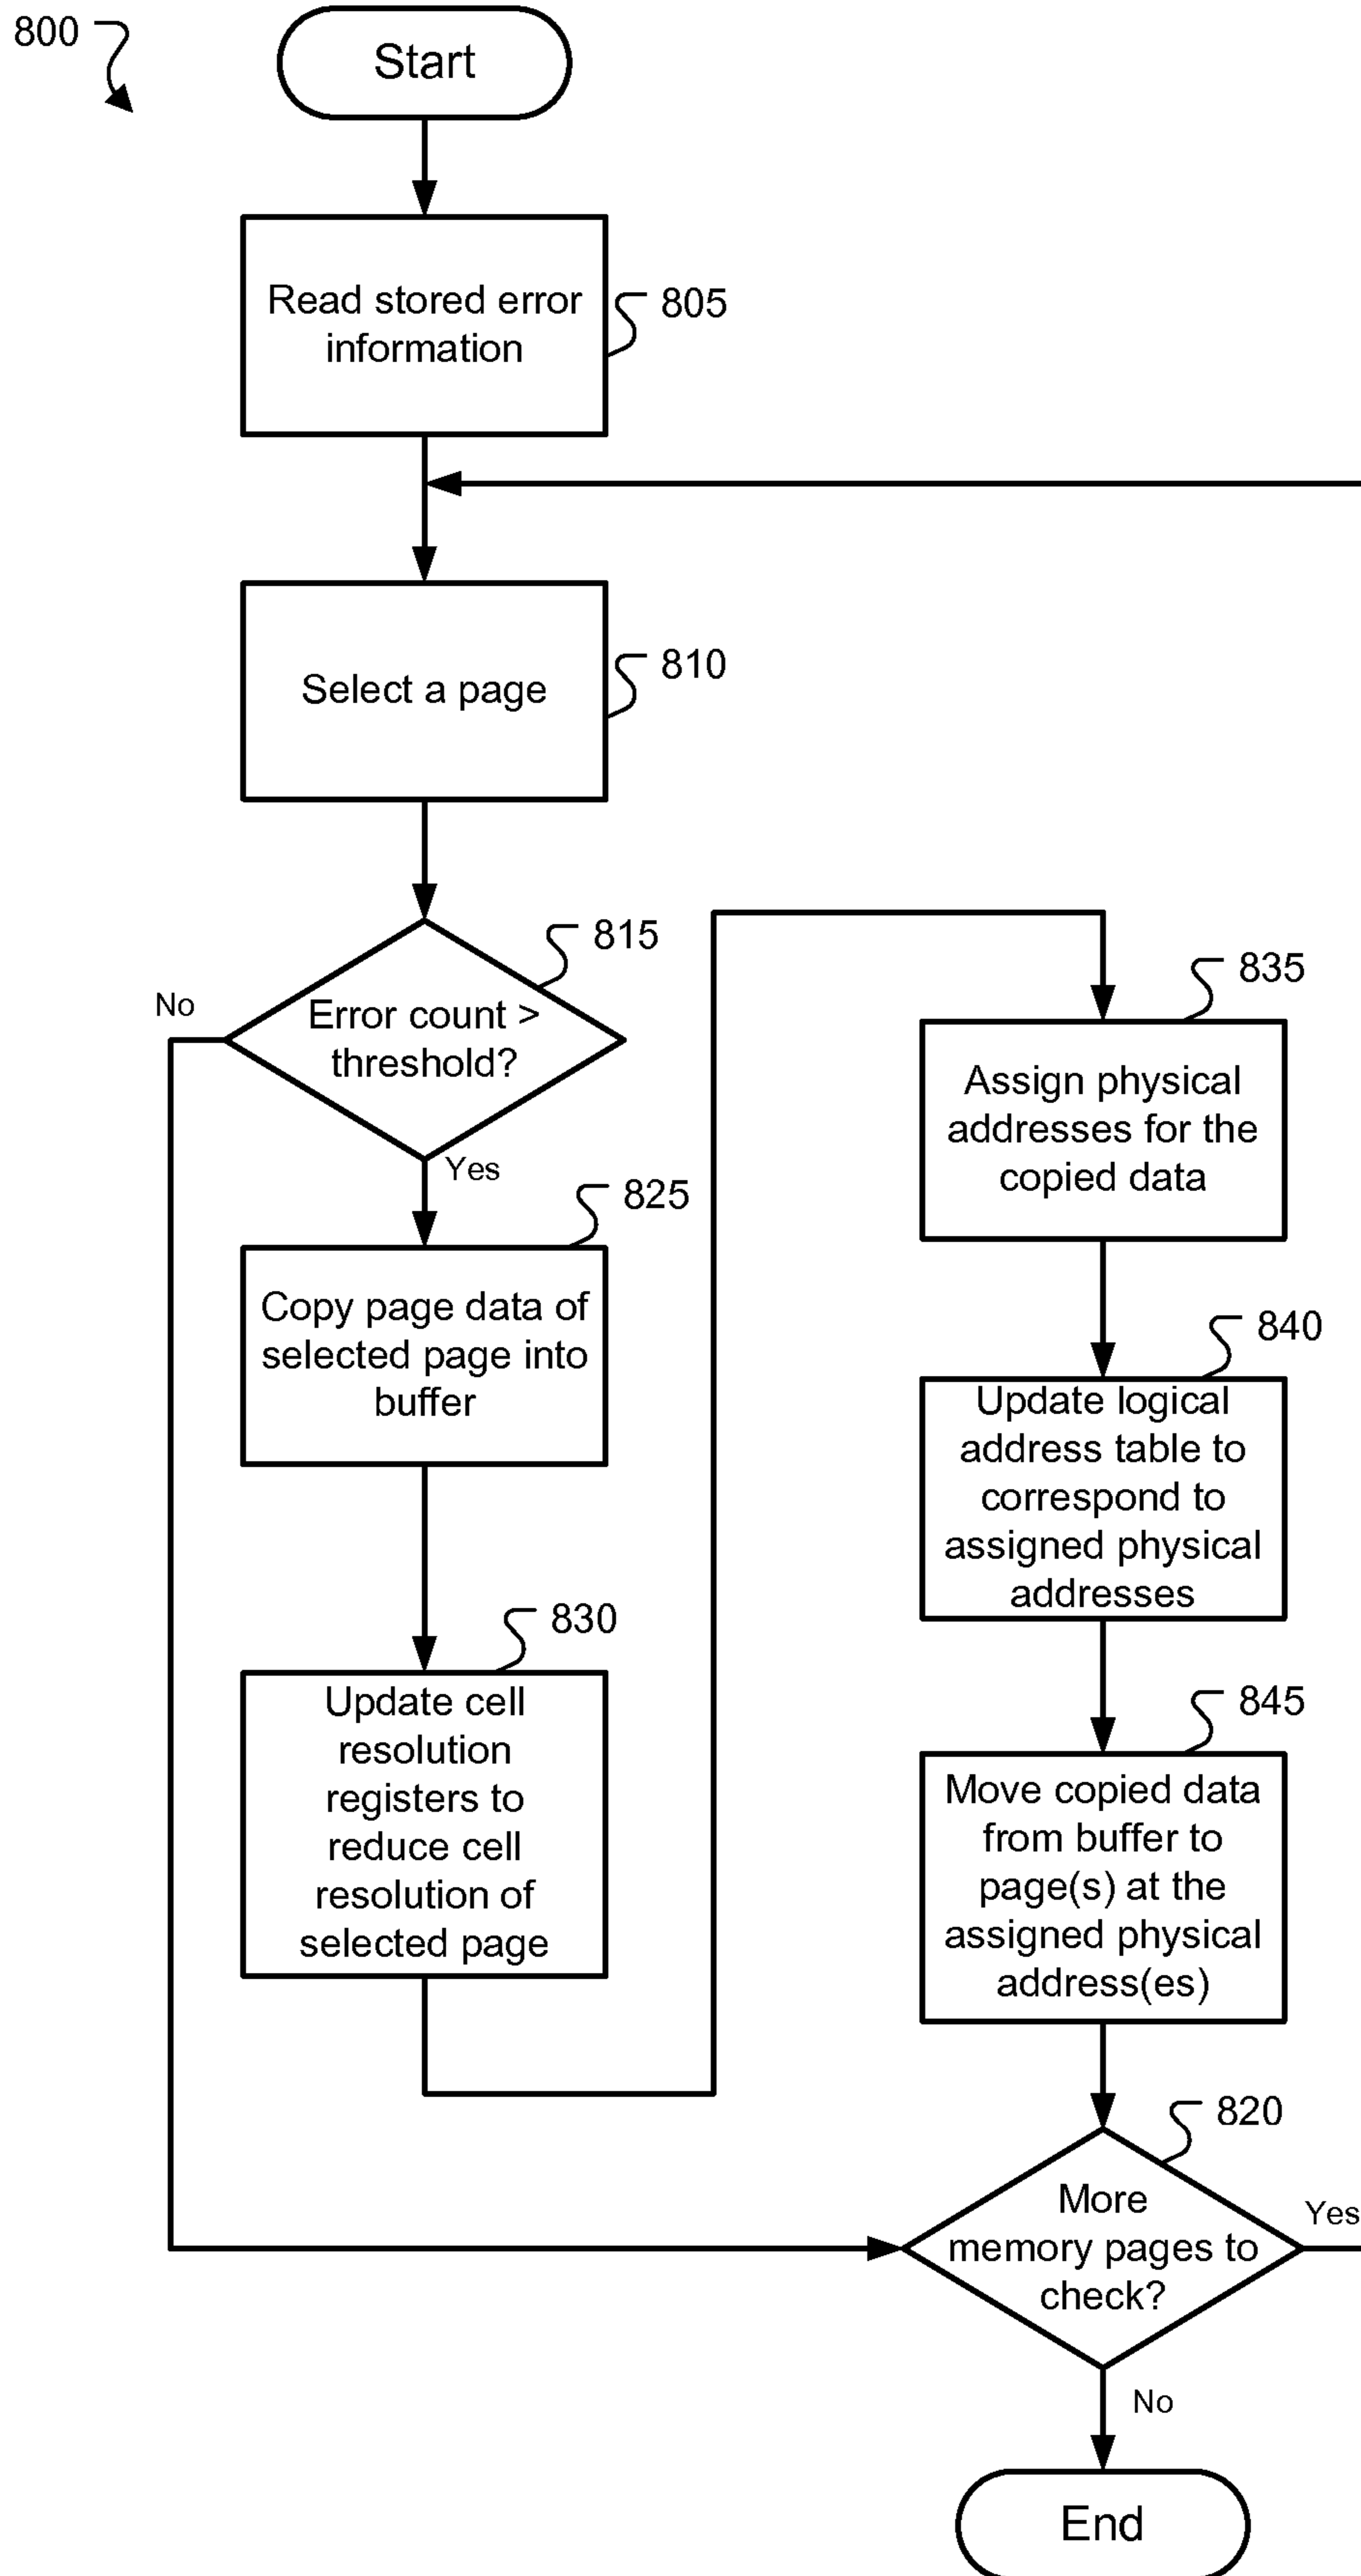 800
Start
Read stored error
information
805
Select a page
810
815
Error count >
threshold?
No
Yes
825
Copy page data of
selected page into
buffer
830
Update cell
resolution
registers to
reduce cell
resolution of
selected page
835
Assign physical
addresses for the
copied data
840
Update logical
address table to
correspond to
assigned physical
addresses
845
Move copied data
from buffer to
page(s) at the
assigned physical
address(es)
820
More
memory pages to
check?
Yes
No
End